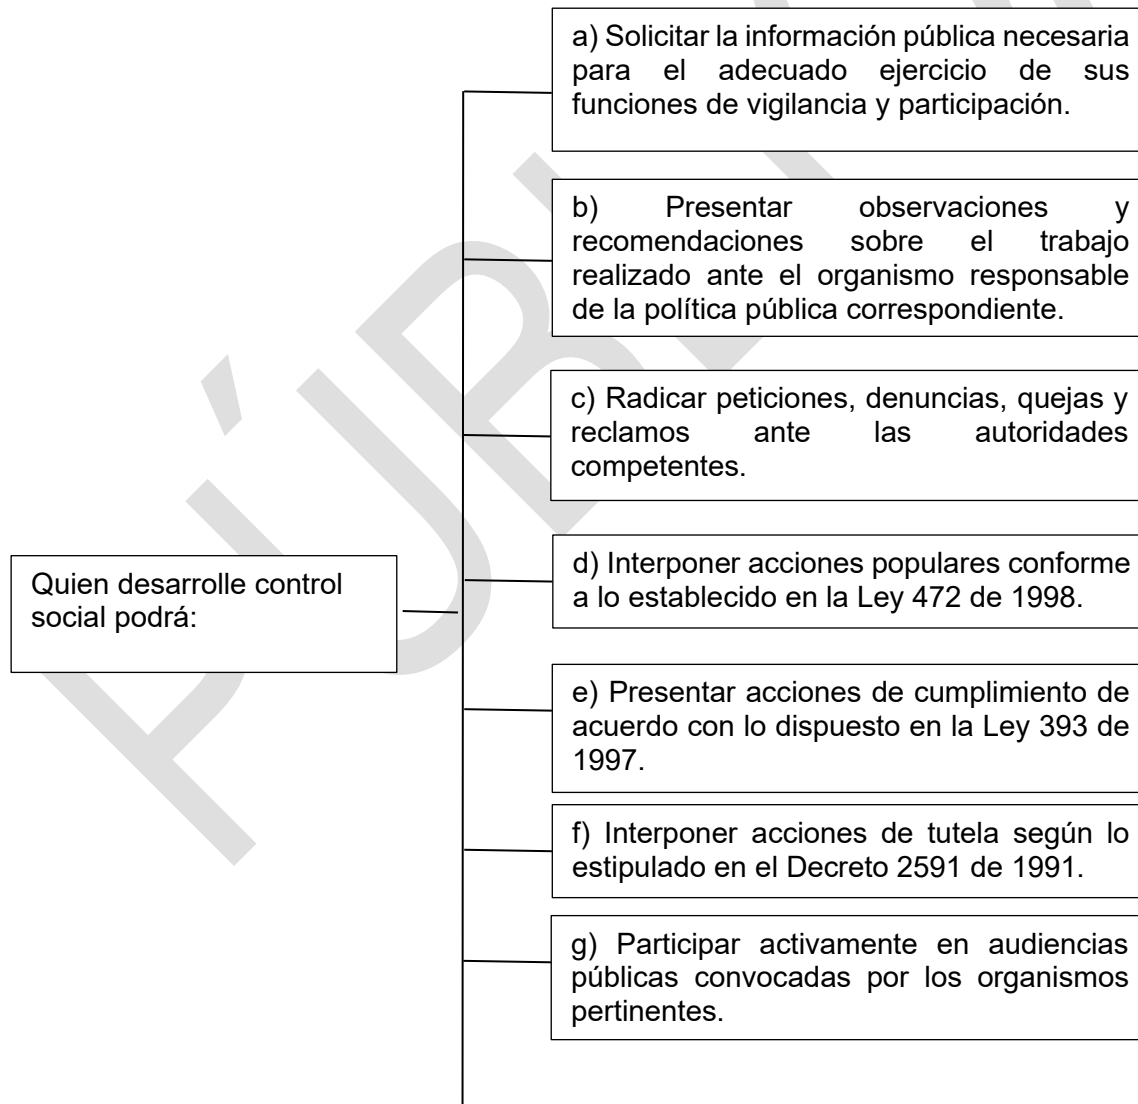 a) Solicitar la información pública necesaria
para el adecuado ejercicio de sus
funciones de vigilancia y participación.
b) Presentar observaciones y
recomendaciones sobre el trabajo
realizado ante el organismo responsable
de la política pública correspondiente.
c) Radicar peticiones, denuncias, quejas y
reclamos ante las autoridades
competentes.
Quien desarrolle control
social podrá:
d) Interponer acciones populares conforme
a lo establecido en la Ley 472 de 1998.
e) Presentar acciones de cumplimiento de
acuerdo con lo dispuesto en la Ley 393 de
1997.
f) Interponer acciones de tutela según lo
estipulado en el Decreto 2591 de 1991.
g) Participar activamente en audiencias
públicas convocadas por los organismos
pertinentes.